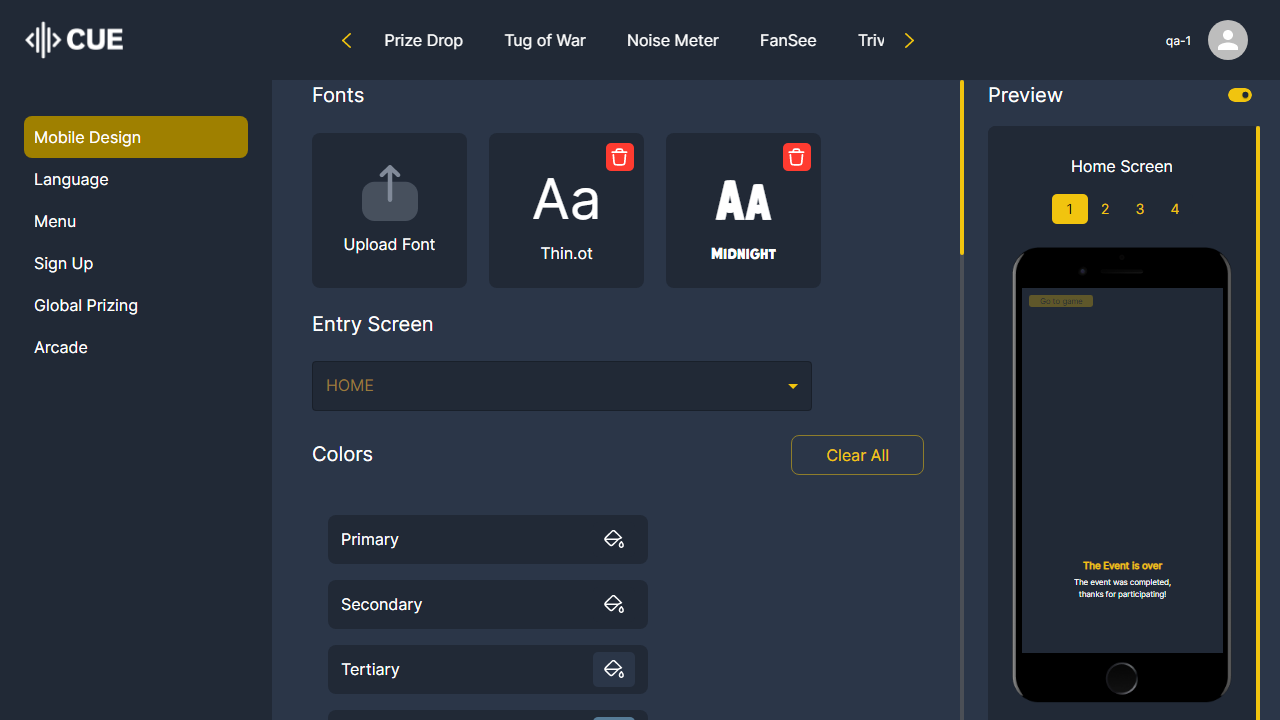 CUE
Prize Drop
Tug of War
Noise Meter
FanSee
Triv
qa-1
Mobile Design
Language
Menu
Sign Up
Global Prizing
Arcade
Fonts
Upload Font
Aa
Thin.ot
AA
MIDNIGHT
Entry Screen
HOME
Colors
Clear All
Primary
Secondary
Tertiary
Preview
Home Screen
1 2 3 4
Go to game
The Event is over
The event was completed,
thanks for participating!